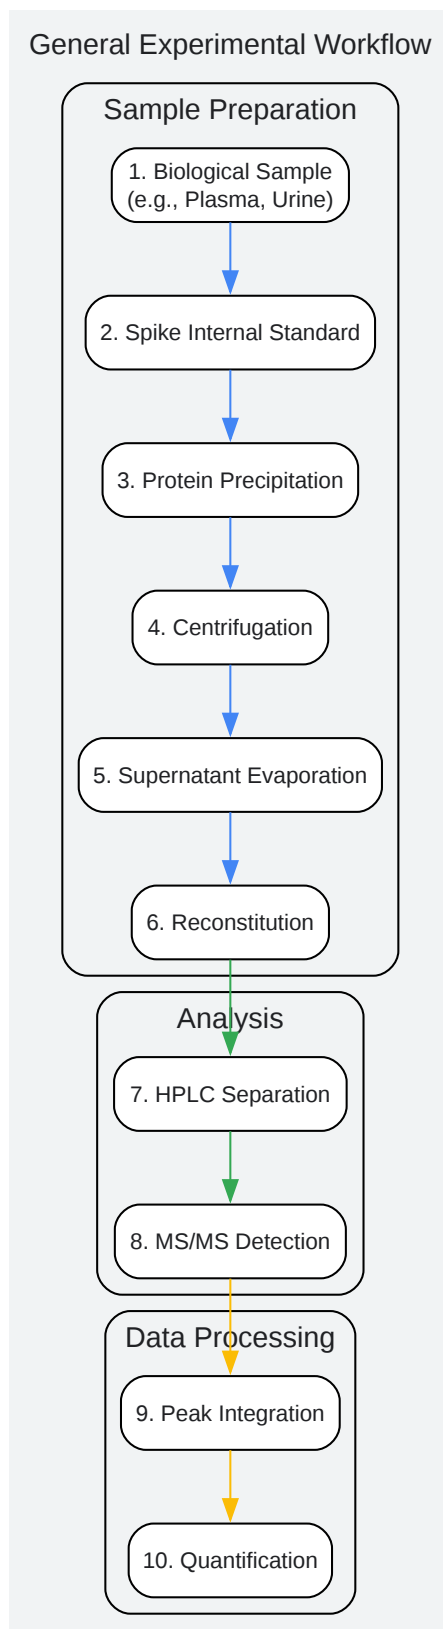 General Experimental Workflow
Sample Preparation
1. Biological Sample
(e.g., Plasma, Urine)
2. Spike Internal Standard
3. Protein Precipitation
4. Centrifugation
5. Supernatant Evaporation
6. Reconstitution
Analysis
7. HPLC Separation
8. MS/MS Detection
Data Processing
9. Peak Integration
10. Quantification